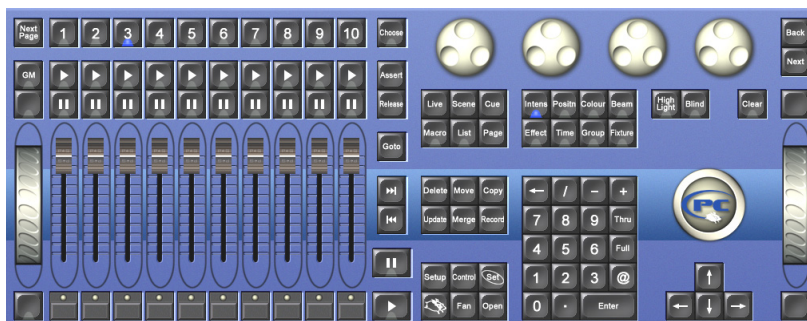 Next Page 1 2 3 4 5 6 7 8 9 10 Choose Back
Next
GM Assert
Release Live Scene Cue Intens Positn Colour Beam High Light Blind Clear
Macro List Page Effect Time Group Fixture
Goto
Delete Move Copy ← / − +
Update Merge Record 7 8 9 Thru
PC
4 5 6 Full
Setup Control Set 1 2 3 @
Fan Open 0 . Enter